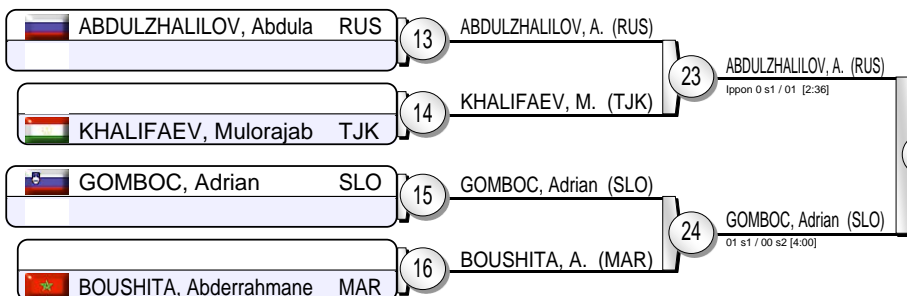 ABDULZHALILOV, Abdula RUS
13
ABDULZHALILOV, A. (RUS)
23
ABDULZHALILOV, A. (RUS)
Ippon 0 s1 / 01 [2:36]
14
KHALIFAEV, M. (TJK)
KHALIFAEV, Mulorajab TJK
GOMBOC, Adrian SLO
15
GOMBOC, Adrian (SLO)
24
GOMBOC, Adrian (SLO)
01 s1 / 00 s2 [4:00]
16
BOUSHITA, A. (MAR)
BOUSHITA, Abderrahmane MAR